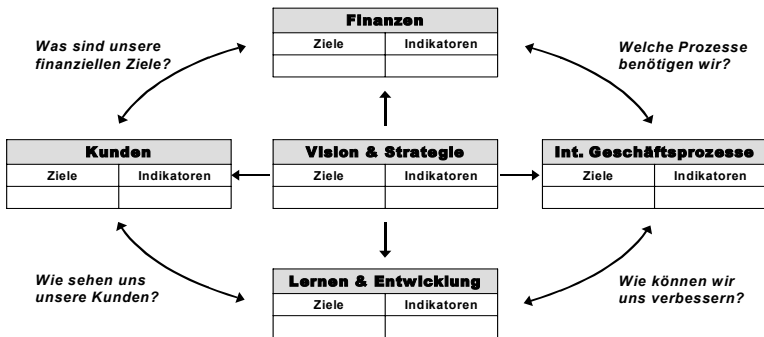 Finanzen
Ziele Indikatoren
Was sind unsere
finanziellen Ziele?
Welche Prozesse
benötigen wir?
Kunden
Ziele Indikatoren
Vision & Strategie
Ziele Indikatoren
Int. Geschäftsprozesse
Ziele Indikatoren
Wie sehen uns
unsere Kunden?
Lernen & Entwicklung
Ziele Indikatoren
Wie können wir
uns verbessern?